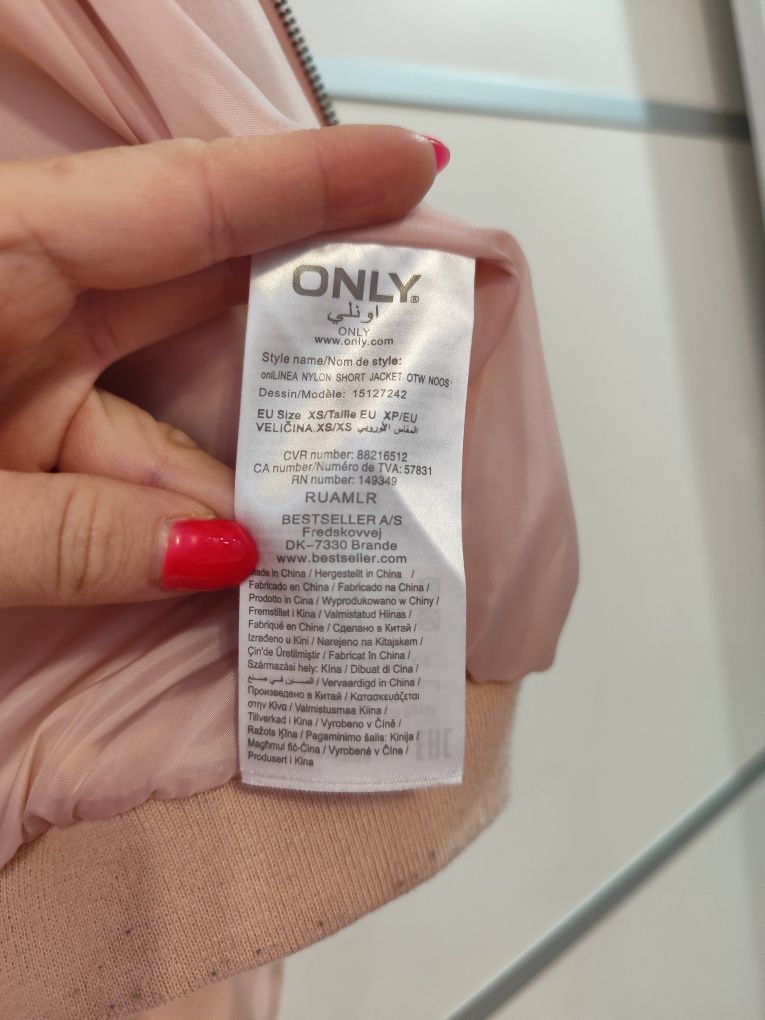 ONLY®
اونلي
ONLY
www.only.com
Style name/Nom de style:
onlLINEA NYLON SHORT JACKET OTW NOOS
Dessin/Modèle: 15127242
EU Size XS/Taille EU XP/EU
VELIČINA XS/XS المقاس الأوروبي
CVR number: 88216512
CA number/Numéro de TVA: 57831
RN number: 149349
RUAMLR
BESTSELLER A/S
Fredskovvej
DK-7330 Brande
www.bestseller.com
Made in China / Hergestellt in China /
Fabricado en China / Fabricado na China /
Prodotto in Cina / Wyprodukowano w Chiny /
Fremstillet i Kina / Valmistatud Hiinas /
Fabriqué en Chine / Сделано в Китай /
Izrađeno u Kini / Narejeno na Kitajskem /
Çin'de Üretilmiştir / Fabricat în China /
Származási hely: Kína / Dibuat di Cina /
الصين في صنع / Vervaardigd in China /
Произведено в Китай / Κατασκευάζεται
στην Κίνα / Valmistusmaa Kiina /
Tillverkad i Kina / Vyrobeno v Číně /
Ražots Ķīna / Pagaminimo šalis: Kinija /
Magħmul fiċ-Ċina / Vyrobené v Číne /
Produsert i Kina